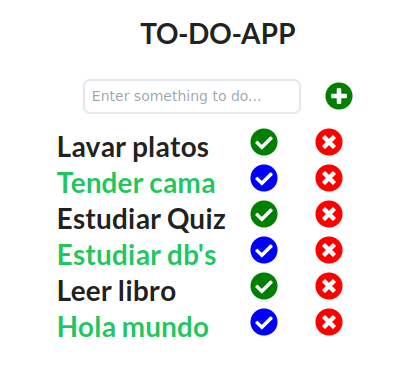 TO-DO-APP
Enter something to do...
Lavar platos
Tender cama
Estudiar Quiz
Estudiar db's
Leer libro
Hola mundo